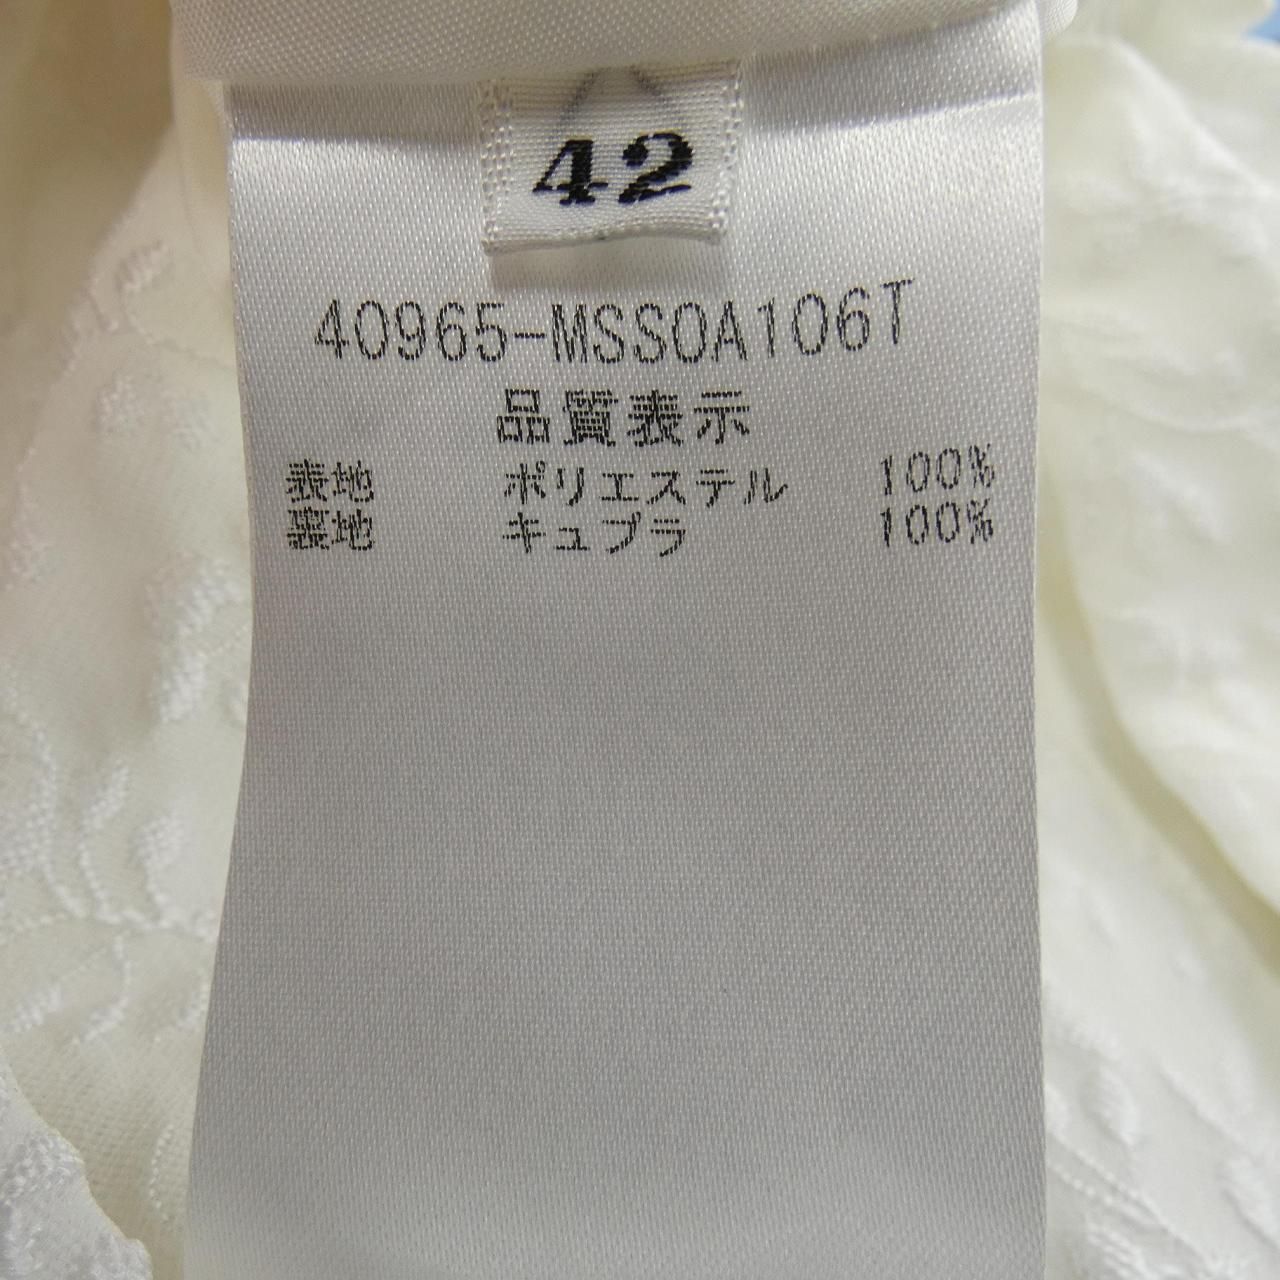 42
40965-MSSOA106T
品質表示
表地 ポリエステル 100%
裏地 キュプラ 100%